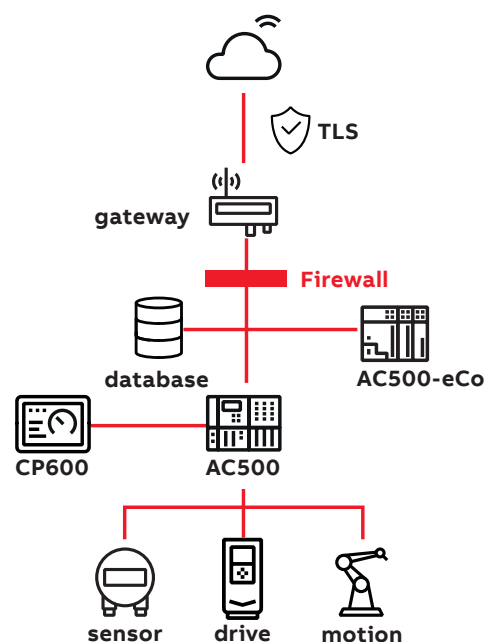 TLS
gateway
Firewall
database
AC500-eCo
CP600
AC500
sensor
drive
motion